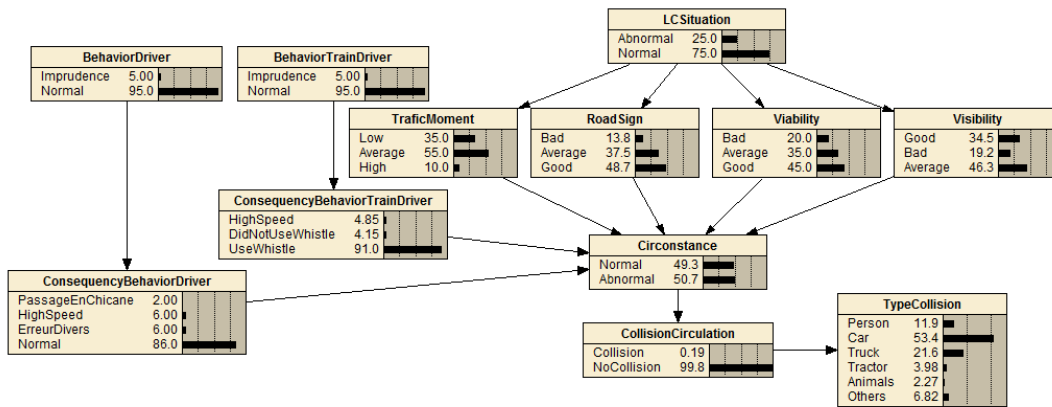 LCSituation
Abnormal 25.0
Normal 75.0
BehaviorDriver
Imprudence 5.00
Normal 95.0
BehaviorTrainDriver
Imprudence 5.00
Normal 95.0
TraficMoment
Low 35.0
Average 55.0
High 10.0
RoadSign
Bad 13.8
Average 37.5
Good 48.7
Viability
Bad 20.0
Average 35.0
Good 45.0
Visibility
Good 34.5
Bad 19.2
Average 46.3
ConsequencyBehaviorTrainDriver
HighSpeed 4.85
DidNotUseWhistle 4.15
UseWhistle 91.0
Circonstance
Normal 49.3
Abnormal 50.7
ConsequencyBehaviorDriver
PassageEnChicane 2.00
HighSpeed 6.00
ErreurDivers 6.00
Normal 86.0
CollisionCirculation
Collision 0.19
NoCollision 99.8
TypeCollision
Person 11.9
Car 53.4
Truck 21.6
Tractor 3.98
Animals 2.27
Others 6.82